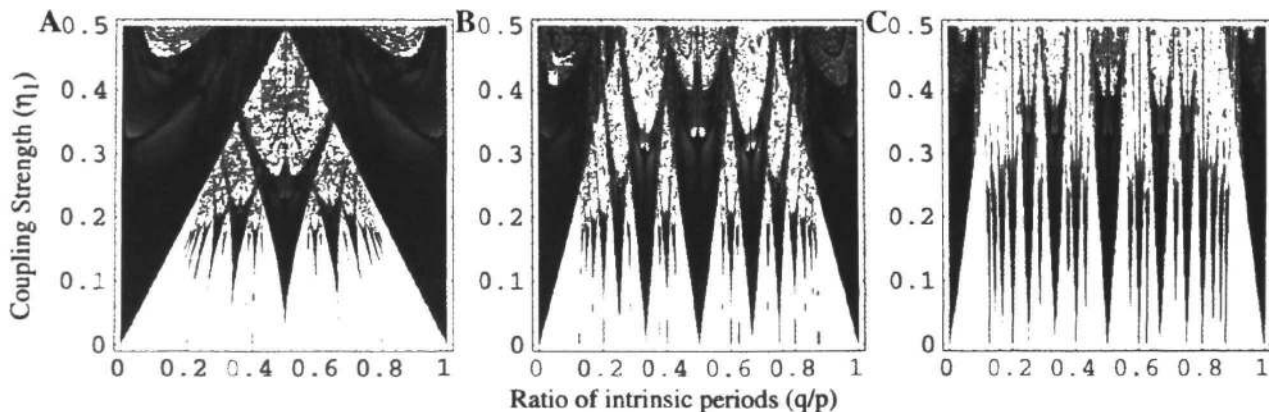 A B C
0.5 0.5 0.5
0.4 0.4 0.4
0.3 0.3 0.3
0.2 0.2 0.2
0.1 0.1 0.1
0 0 0
0 0.2 0.4 0.6 0.8 1 0 0.2 0.4 0.6 0.8 1 0 0.2 0.4 0.6 0.8 1
Coupling Strength (η₁)
Ratio of intrinsic periods (q/p)